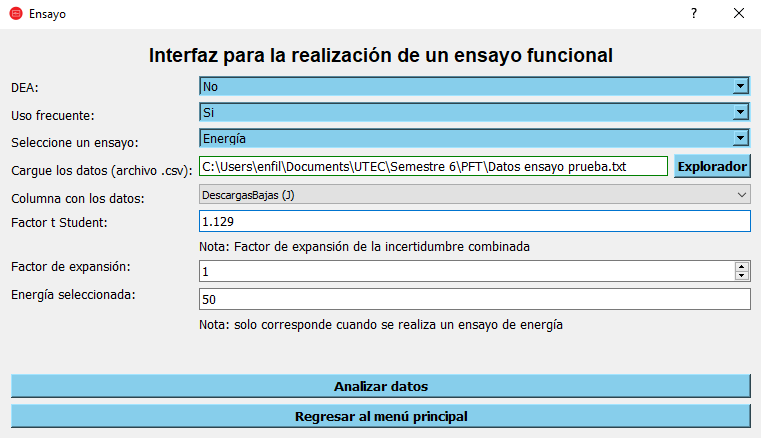 Ensayo
Interfaz para la realización de un ensayo funcional
DEA: No
Uso frecuente: Si
Seleccione un ensayo: Energía
Cargue los datos (archivo .csv): C:\Users\enfil\Documents\UTEC\Semestre 6\PFT\Datos ensayo prueba.txt Explorador
Columna con los datos: DescargasBajas (J)
Factor t Student: 1.129
Nota: Factor de expansión de la incertidumbre combinada
Factor de expansión: 1
Energía seleccionada: 50
Nota: solo corresponde cuando se realiza un ensayo de energía
Analizar datos
Regresar al menú principal